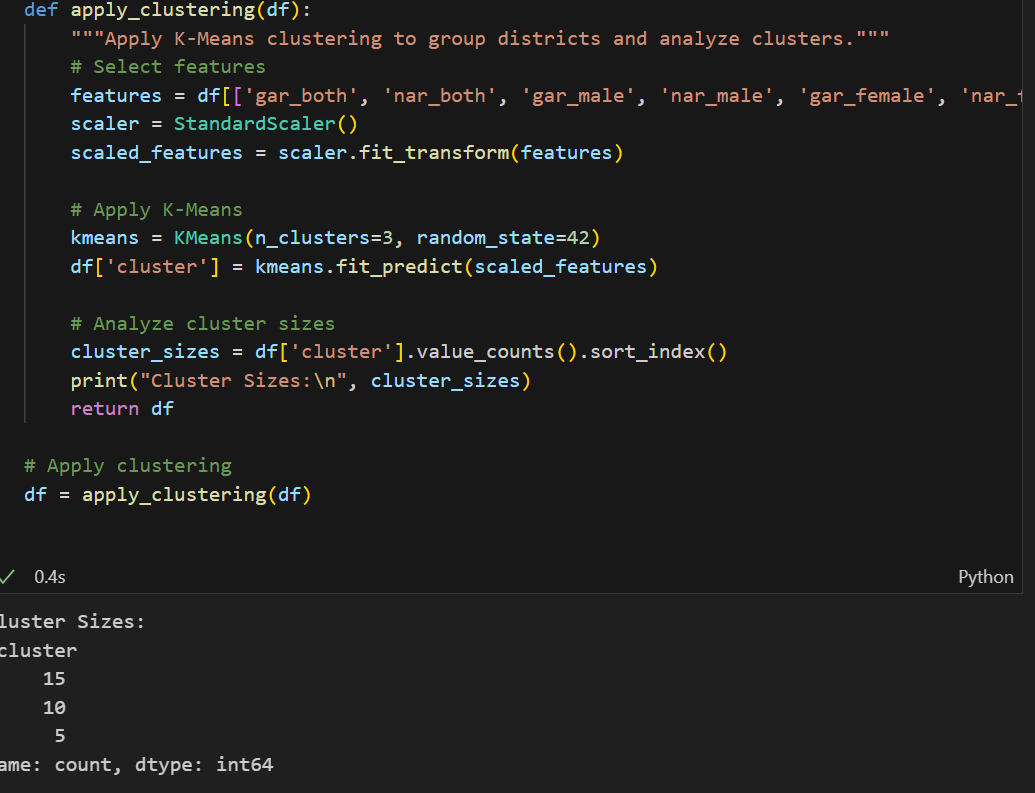 def apply_clustering(df):
    """Apply K-Means clustering to group districts and analyze clusters."""
    # Select features
    features = df[['gar_both', 'nar_both', 'gar_male', 'nar_male', 'gar_female', 'nar_f
    scaler = StandardScaler()
    scaled_features = scaler.fit_transform(features)
    # Apply K-Means
    kmeans = KMeans(n_clusters=3, random_state=42)
    df['cluster'] = kmeans.fit_predict(scaled_features)
    # Analyze cluster sizes
    cluster_sizes = df['cluster'].value_counts().sort_index()
    print("Cluster Sizes:\n", cluster_sizes)
    return df
# Apply clustering
df = apply_clustering(df)
0.4s
Python
luster Sizes:
cluster
15
10
5
ame: count, dtype: int64